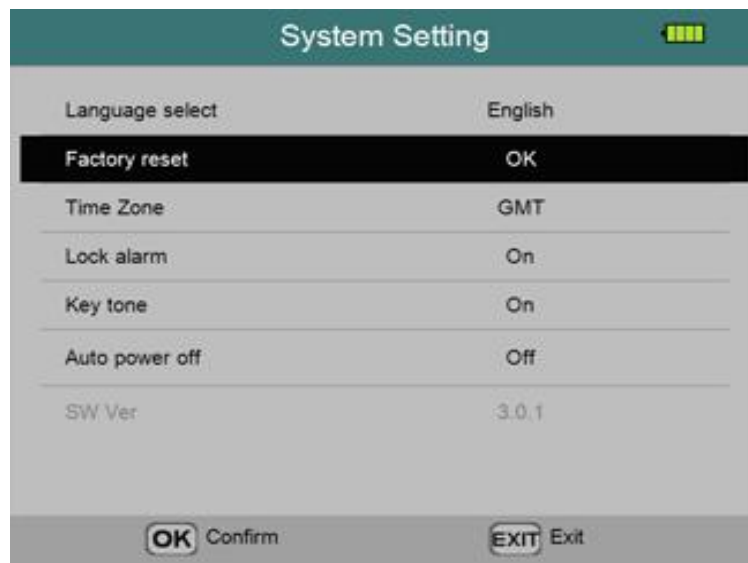 System Setting
Language select English
Factory reset OK
Time Zone GMT
Lock alarm On
Key tone On
Auto power off Off
SW Ver 3.0.1
OK Confirm EXIT Exit